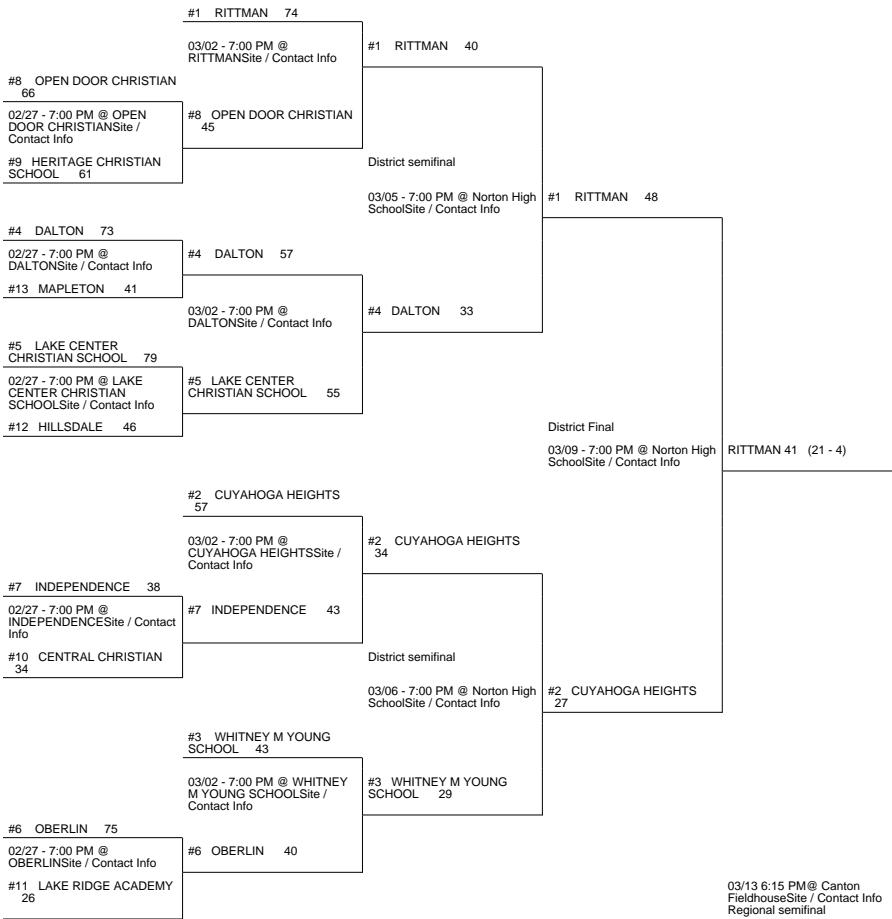 #1 RITTMAN 74
03/02 - 7:00 PM @
RITTMANSite / Contact Info
#1 RITTMAN 40
#8 OPEN DOOR CHRISTIAN
66
02/27 - 7:00 PM @ OPEN
DOOR CHRISTIANSite /
Contact Info
#8 OPEN DOOR CHRISTIAN
45
#9 HERITAGE CHRISTIAN
SCHOOL 61
District semifinal
03/05 - 7:00 PM @ Norton High
SchoolSite / Contact Info
#1 RITTMAN 48
#4 DALTON 73
02/27 - 7:00 PM @
DALTONSite / Contact Info
#4 DALTON 57
#13 MAPLETON 41
03/02 - 7:00 PM @
DALTONSite / Contact Info
#4 DALTON 33
#5 LAKE CENTER
CHRISTIAN SCHOOL 79
02/27 - 7:00 PM @ LAKE
CENTER CHRISTIAN
SCHOOLSite / Contact Info
#5 LAKE CENTER
CHRISTIAN SCHOOL 55
#12 HILLSDALE 46
District Final
03/09 - 7:00 PM @ Norton High
SchoolSite / Contact Info
RITTMAN 41 (21 - 4)
#2 CUYAHOGA HEIGHTS
57
03/02 - 7:00 PM @
CUYAHOGA HEIGHTSSite /
Contact Info
#2 CUYAHOGA HEIGHTS
34
#7 INDEPENDENCE 38
02/27 - 7:00 PM @
INDEPENDENCESite / Contact
Info
#7 INDEPENDENCE 43
#10 CENTRAL CHRISTIAN
34
District semifinal
03/06 - 7:00 PM @ Norton High
SchoolSite / Contact Info
#2 CUYAHOGA HEIGHTS
27
#3 WHITNEY M YOUNG
SCHOOL 43
03/02 - 7:00 PM @ WHITNEY
M YOUNG SCHOOLSite /
Contact Info
#3 WHITNEY M YOUNG
SCHOOL 29
#6 OBERLIN 75
02/27 - 7:00 PM @
OBERLINSite / Contact Info
#6 OBERLIN 40
#11 LAKE RIDGE ACADEMY
26
03/13 6:15 PM@ Canton
FieldhouseSite / Contact Info
Regional semifinal